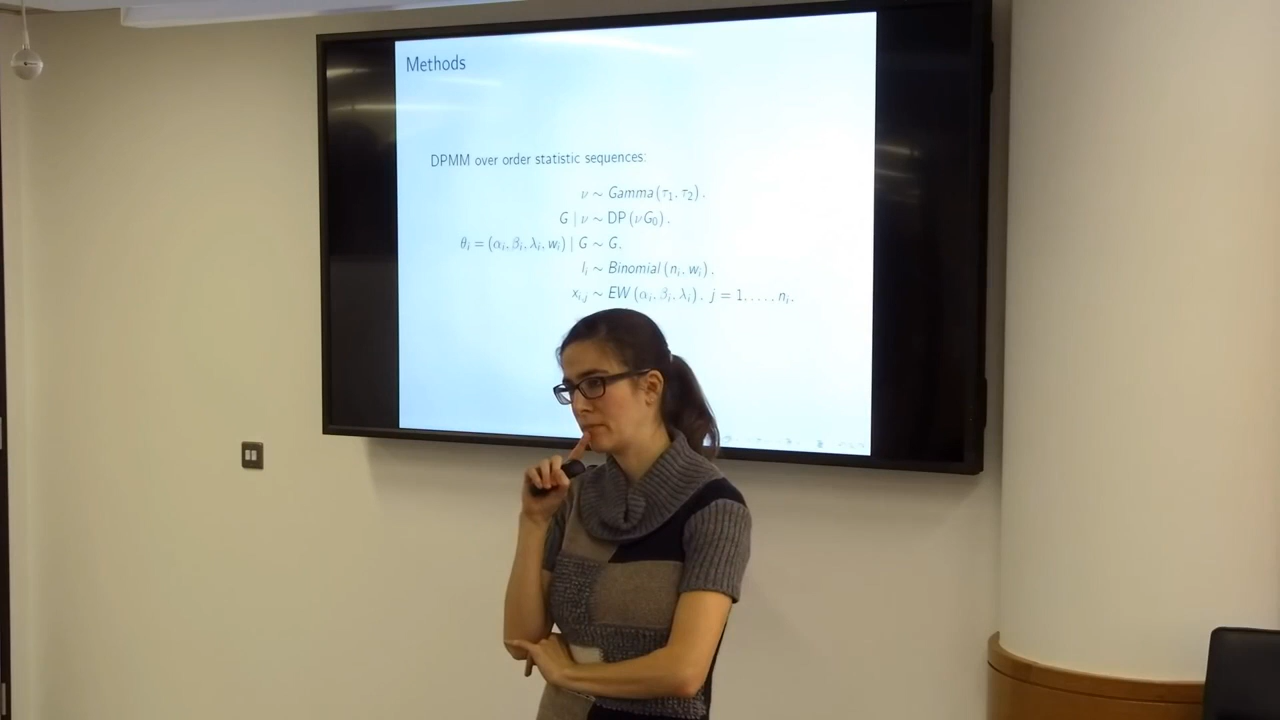 Methods
DPMM over order statistic sequences:
ν ~ Gamma (τ₁, τ₂).
G | ν ~ DP (νG₀).
θᵢ = (αᵢ, βᵢ, λᵢ, wᵢ) | G ~ G,
lᵢ ~ Binomial (nᵢ, wᵢ).
xᵢ,ⱼ ~ EW (αᵢ, βᵢ, λᵢ), j = 1, . . . , nᵢ.